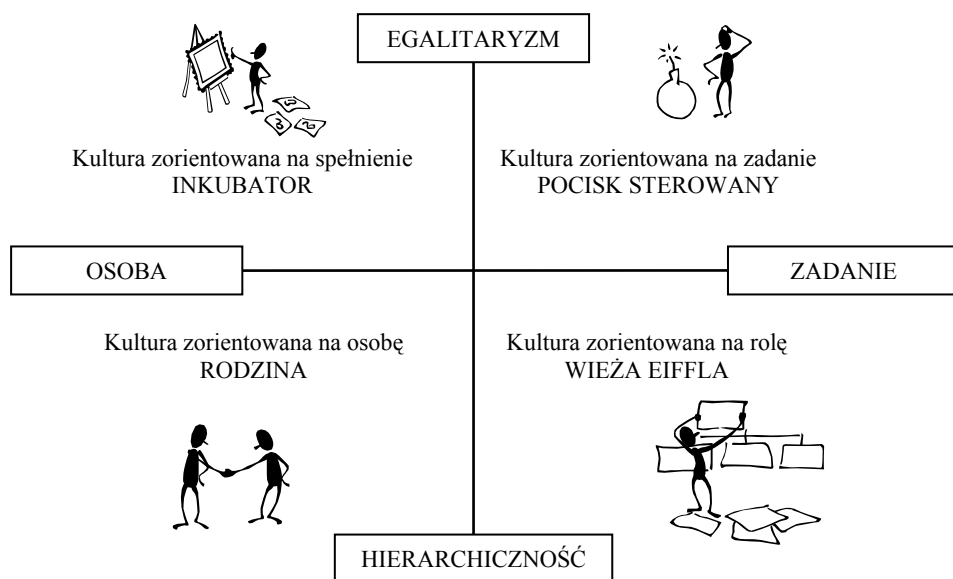 EGALITARYZM
Kultura zorientowana na spełnienie
INKUBATOR
Kultura zorientowana na zadanie
POCISK STEROWANY
OSOBA
ZADANIE
Kultura zorientowana na osobę
RODZINA
Kultura zorientowana na rolę
WIEŻA EIFFLA
HIERARCHICZNOŚĆ